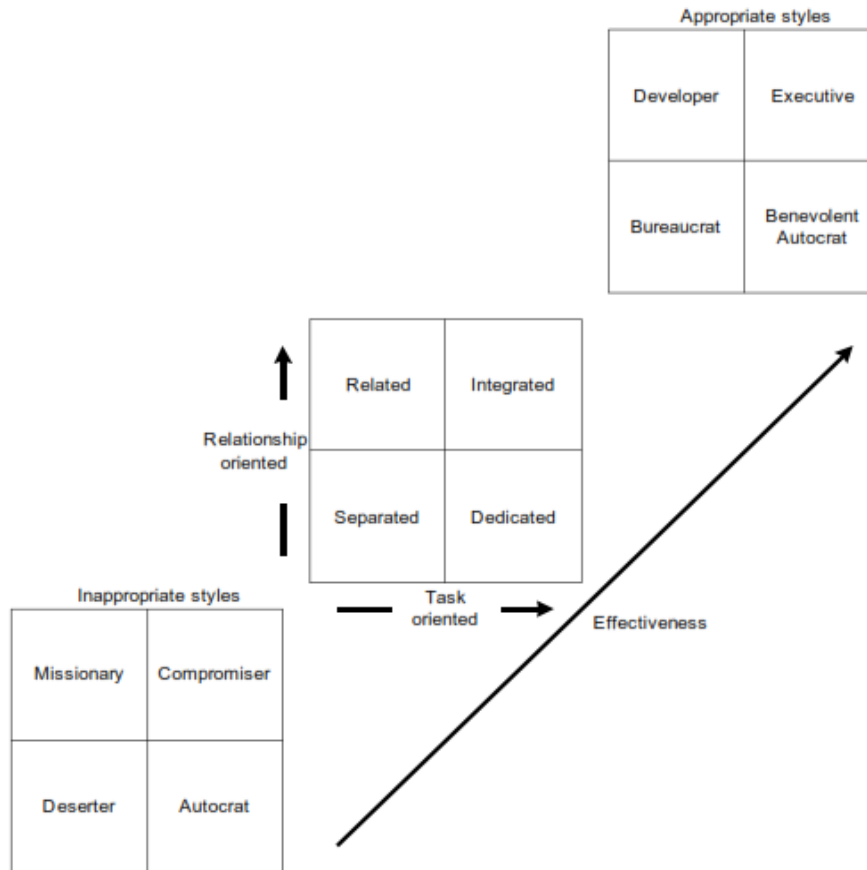 Appropriate styles
Developer
Executive
Bureaucrat
Benevolent
Autocrat
Related
Integrated
Relationship
oriented
Separated
Dedicated
Task
oriented
Effectiveness
Inappropriate styles
Missionary
Compromiser
Deserter
Autocrat